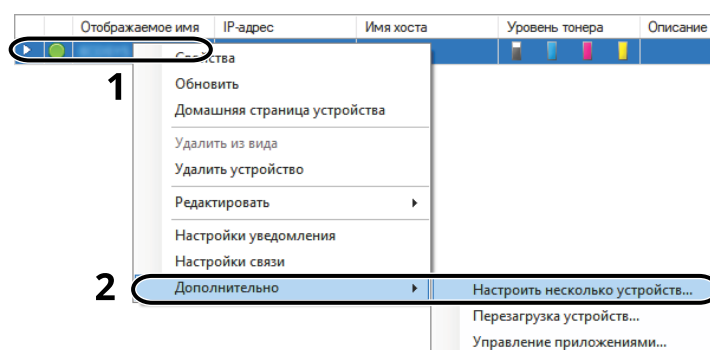 Отображаемое имя IP-адрес Имя хоста Уровень тонера Описание
1
Свойства
Обновить
Домашняя страница устройства
Удалить из вида
Удалить устройство
Редактировать
Настройки уведомления
Настройки связи
2 Дополнительно Настроить несколько устройств...
Перезагрузка устройств...
Управление приложениями...